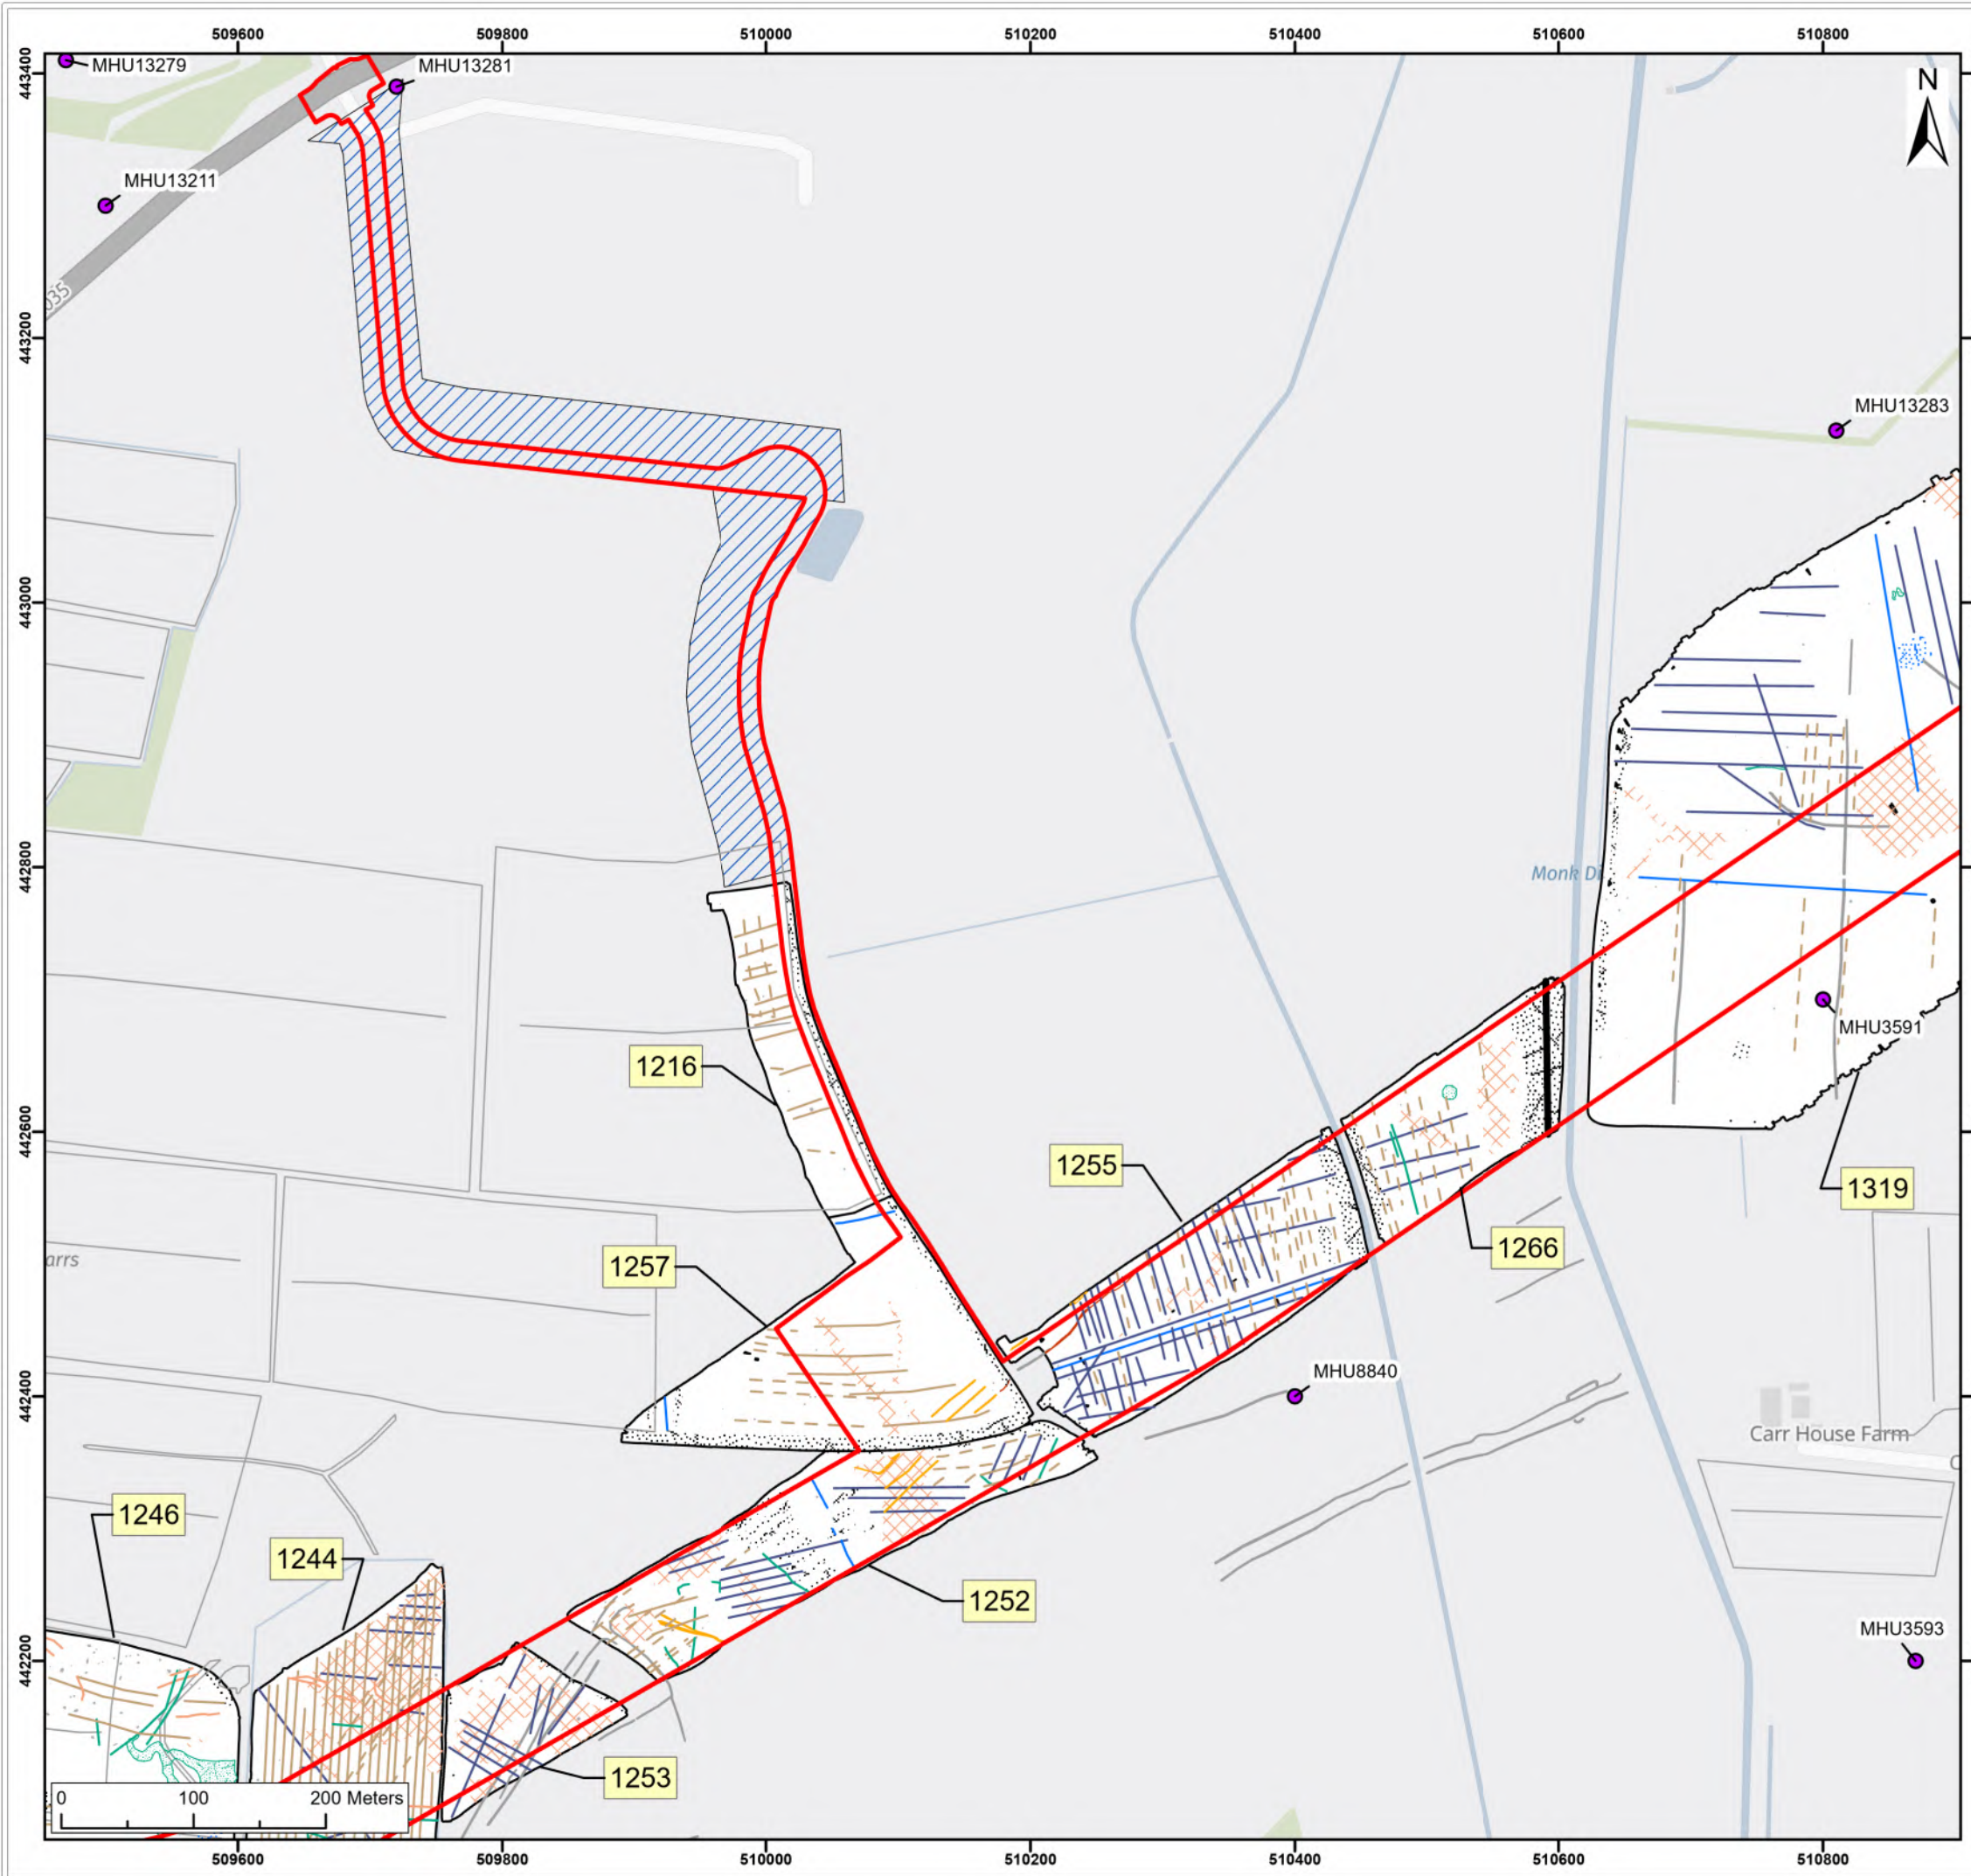 509600 509800 510000 510200 510400 510600 510800
443400
443200
443000
442800
442600
442400
442200
N
MHU13279
MHU13281
MHU13211
035
MHU13283
Monk Di
MHU3591
1216
1255
1319
1257
1266
arrs
MHU8840
Carr House Farm
C
1246
1244
1252
MHU3593
1253
0 100 200 Meters
509600 509800 510000 510200 510400 510600 510800